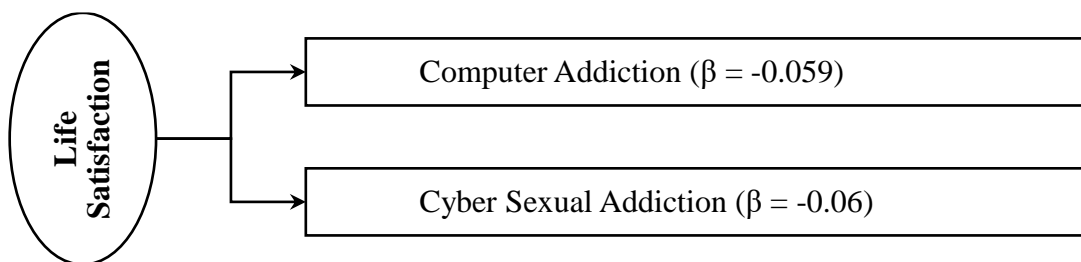 Life
Satisfaction
Computer Addiction (β = -0.059)
Cyber Sexual Addiction (β = -0.06)